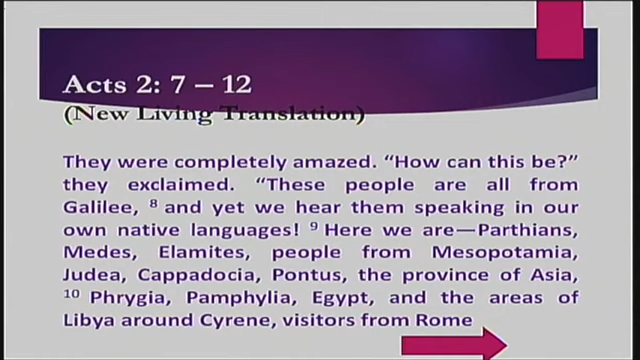 Acts 2: 7 – 12
(New Living Translation)
They were completely amazed. “How can this be?”
they exclaimed. “These people are all from
Galilee, ⁸ and yet we hear them speaking in our
own native languages! ⁹ Here we are—Parthians,
Medes, Elamites, people from Mesopotamia,
Judea, Cappadocia, Pontus, the province of Asia,
¹⁰ Phrygia, Pamphylia, Egypt, and the areas of
Libya around Cyrene, visitors from Rome